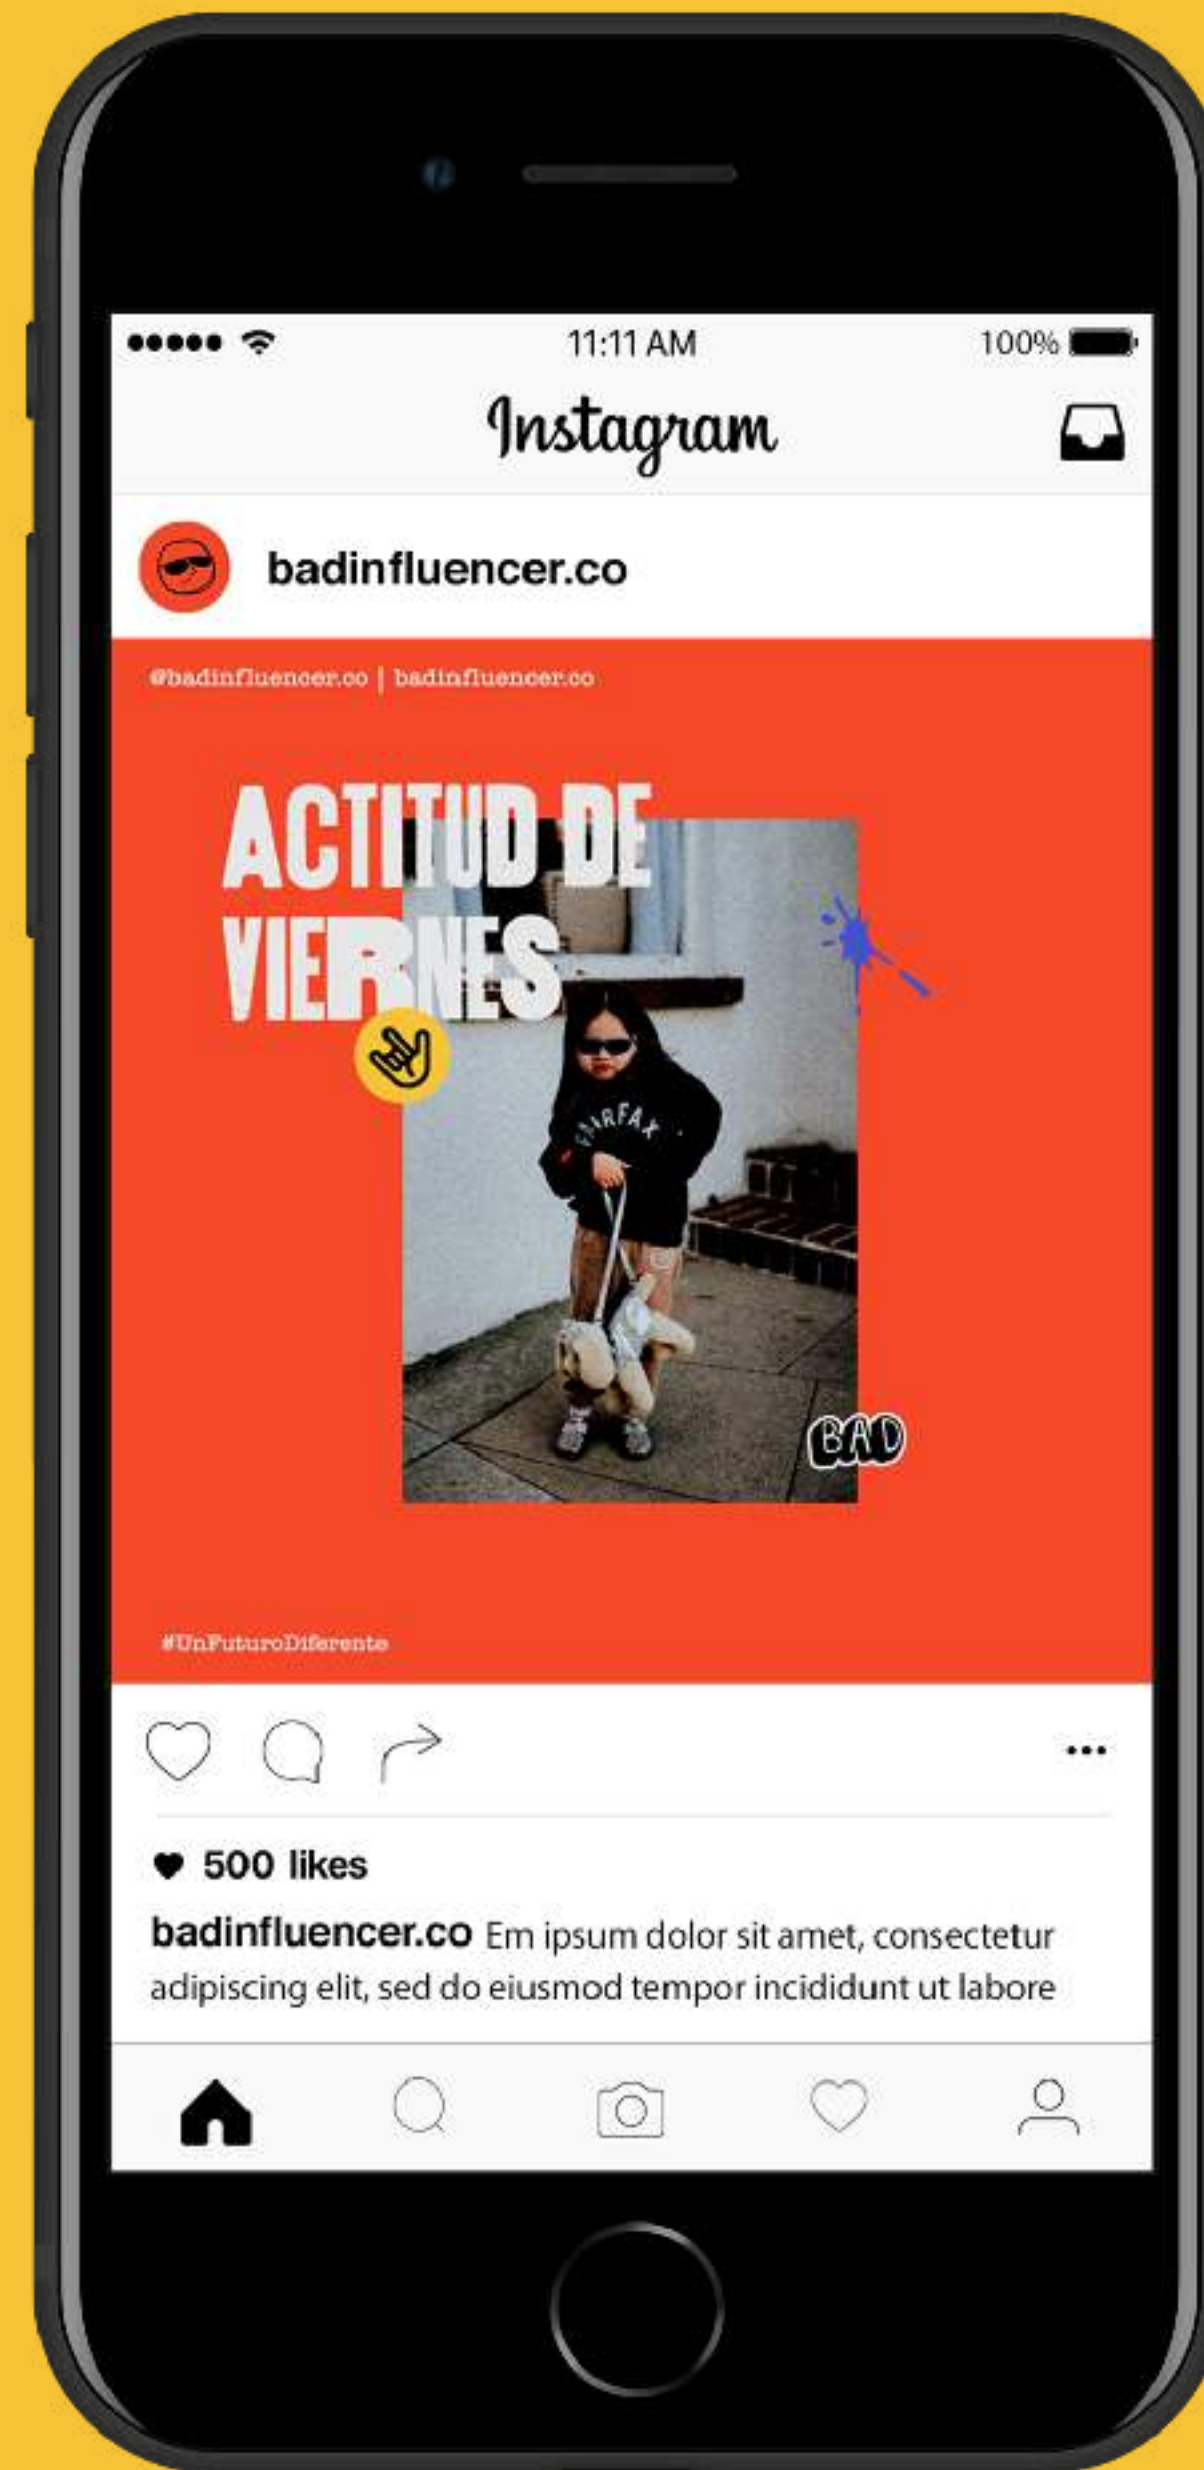 11:11 AM 100%
Instagram
badinfluencer.co
@badinfluencer.co | badinfluencer.co
ACTITUD DE
VIERNES
FAIRFAX
BAD
#UnFuturoDiferente
500 likes
badinfluencer.co Em ipsum dolor sit amet, consectetur
adipiscing elit, sed do eiusmod tempor incididunt ut labore